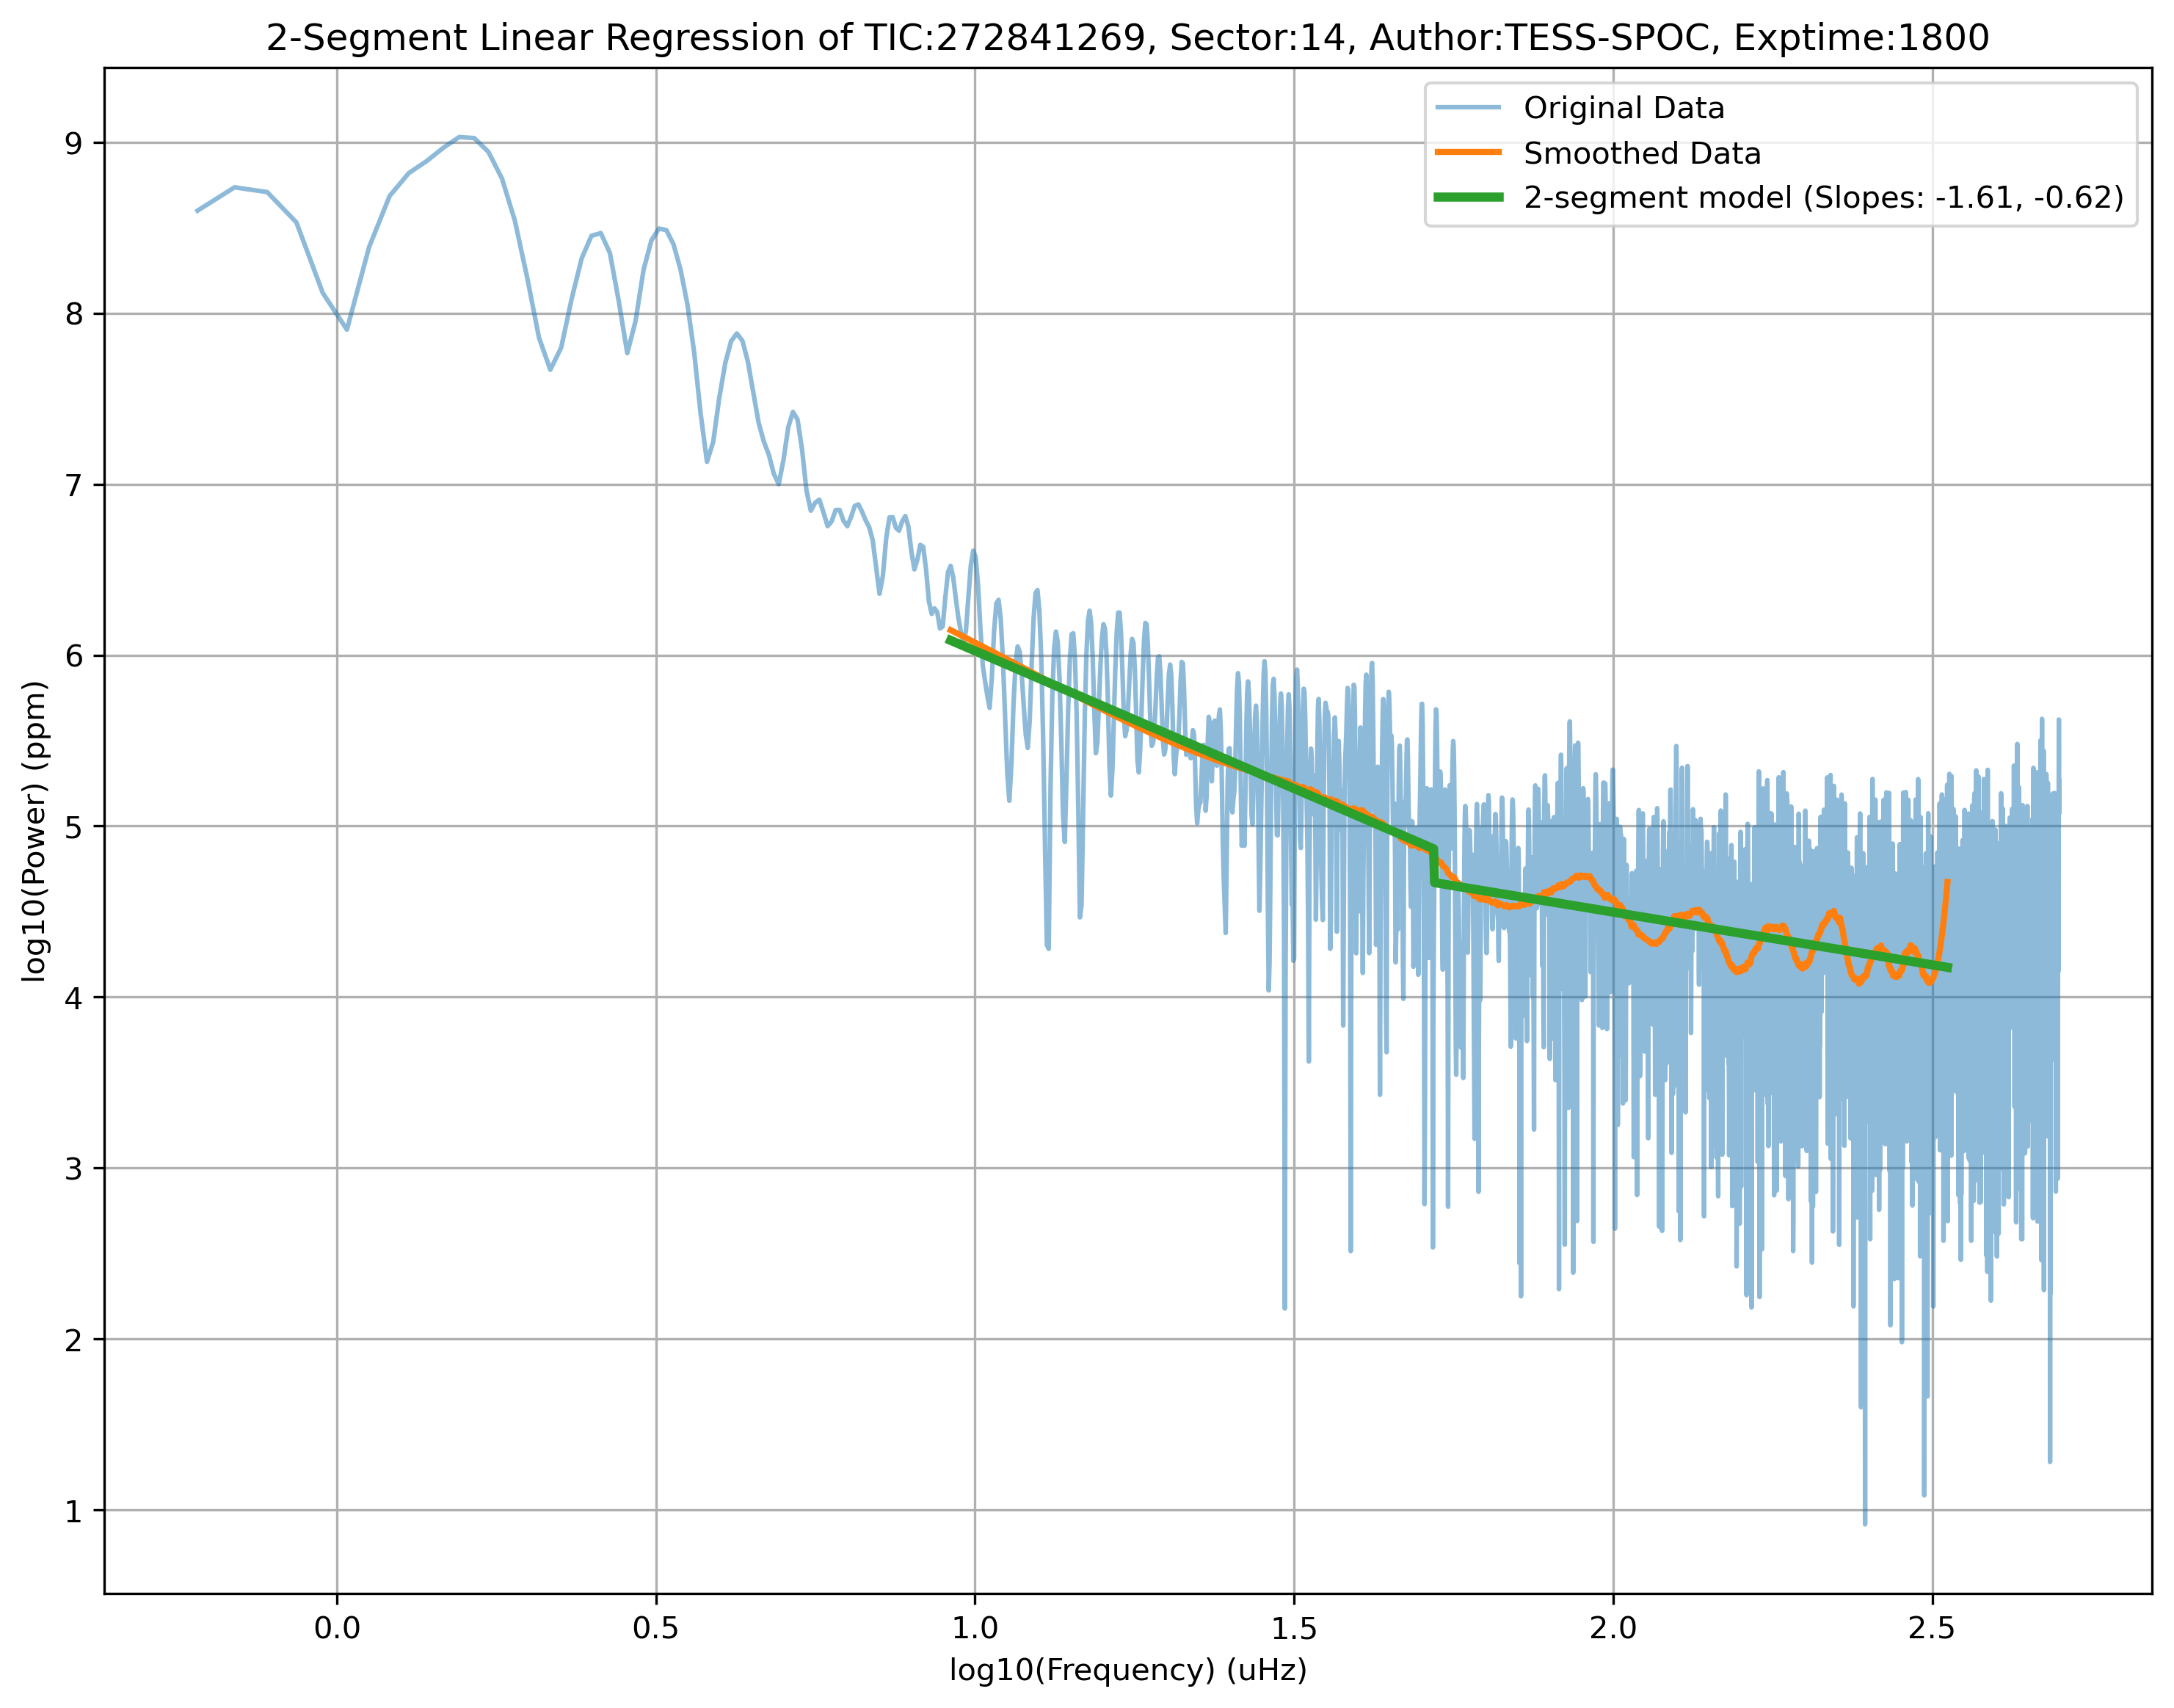 2-Segment Linear Regression of TIC:272841269, Sector:14, Author:TESS-SPOC, Exptime:1800
Original Data
Smoothed Data
2-segment model (Slopes: -1.61, -0.62)
log10(Power) (ppm)
9
8
7
6
5
4
3
2
1
0.0 0.5 1.0 1.5 2.0 2.5
log10(Frequency) (uHz)